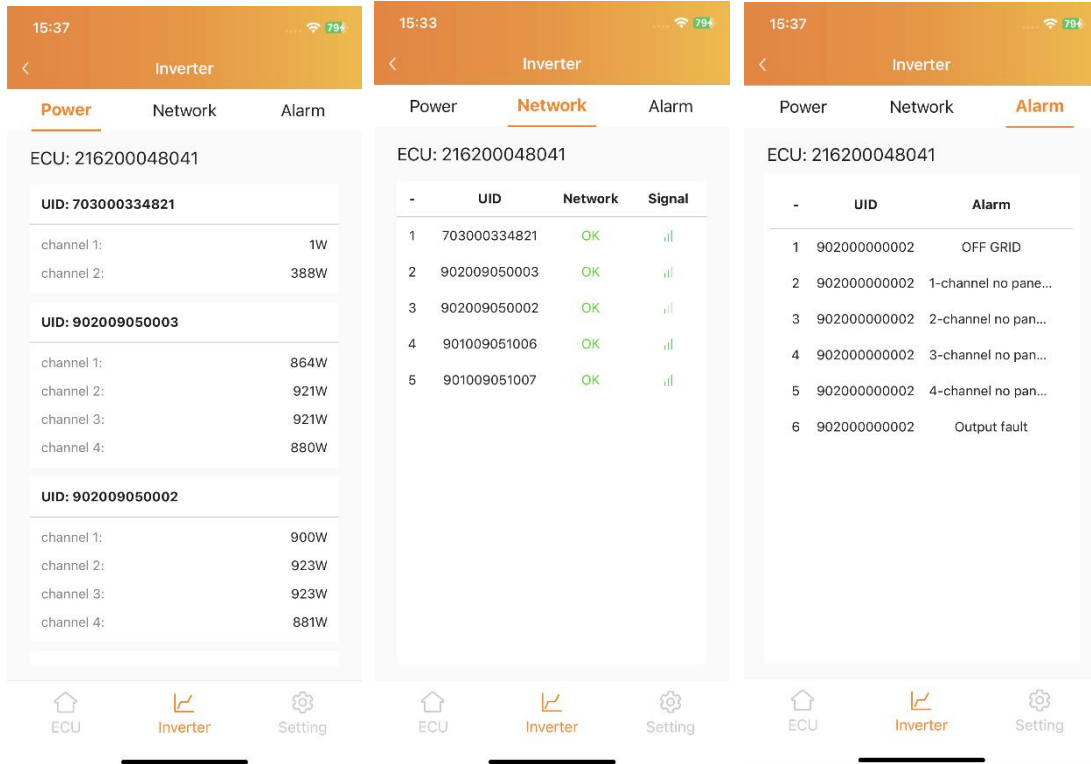 15:37
79
Inverter
Power Network Alarm
ECU: 216200048041
UID: 703000334821
channel 1: 1W
channel 2: 388W
UID: 902009050003
channel 1: 864W
channel 2: 921W
channel 3: 921W
channel 4: 880W
UID: 902009050002
channel 1: 900W
channel 2: 923W
channel 3: 923W
channel 4: 881W
ECU Inverter Setting
15:33
79
Inverter
Power Network Alarm
ECU: 216200048041
- UID Network Signal
1 703000334821 OK
2 902009050003 OK
3 902009050002 OK
4 901009051006 OK
5 901009051007 OK
ECU Inverter Setting
15:37
79
Inverter
Power Network Alarm
ECU: 216200048041
- UID Alarm
1 902000000002 OFF GRID
2 902000000002 1-channel no pane...
3 902000000002 2-channel no pan...
4 902000000002 3-channel no pan...
5 902000000002 4-channel no pan...
6 902000000002 Output fault
ECU Inverter Setting